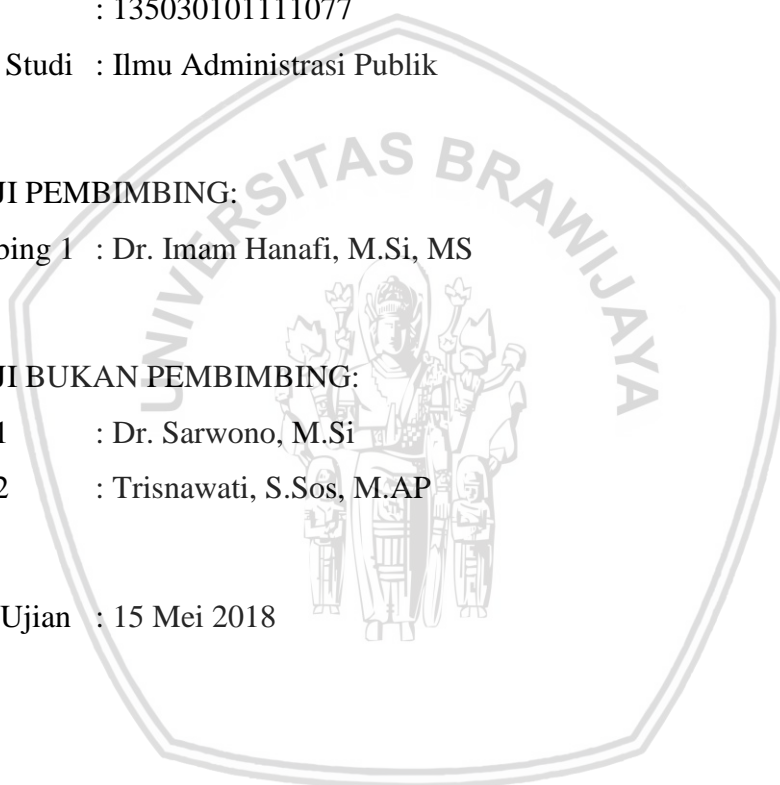 : 135030101111077
Studi : Ilmu Administrasi Publik
UNIVERSITAS BRAWIJAYA
JI PEMBIMBING:
bing 1 : Dr. Imam Hanafi, M.Si, MS
JI BUKAN PEMBIMBING:
1 : Dr. Sarwono, M.Si
2 : Trisnawati, S.Sos, M.AP
Ujian : 15 Mei 2018